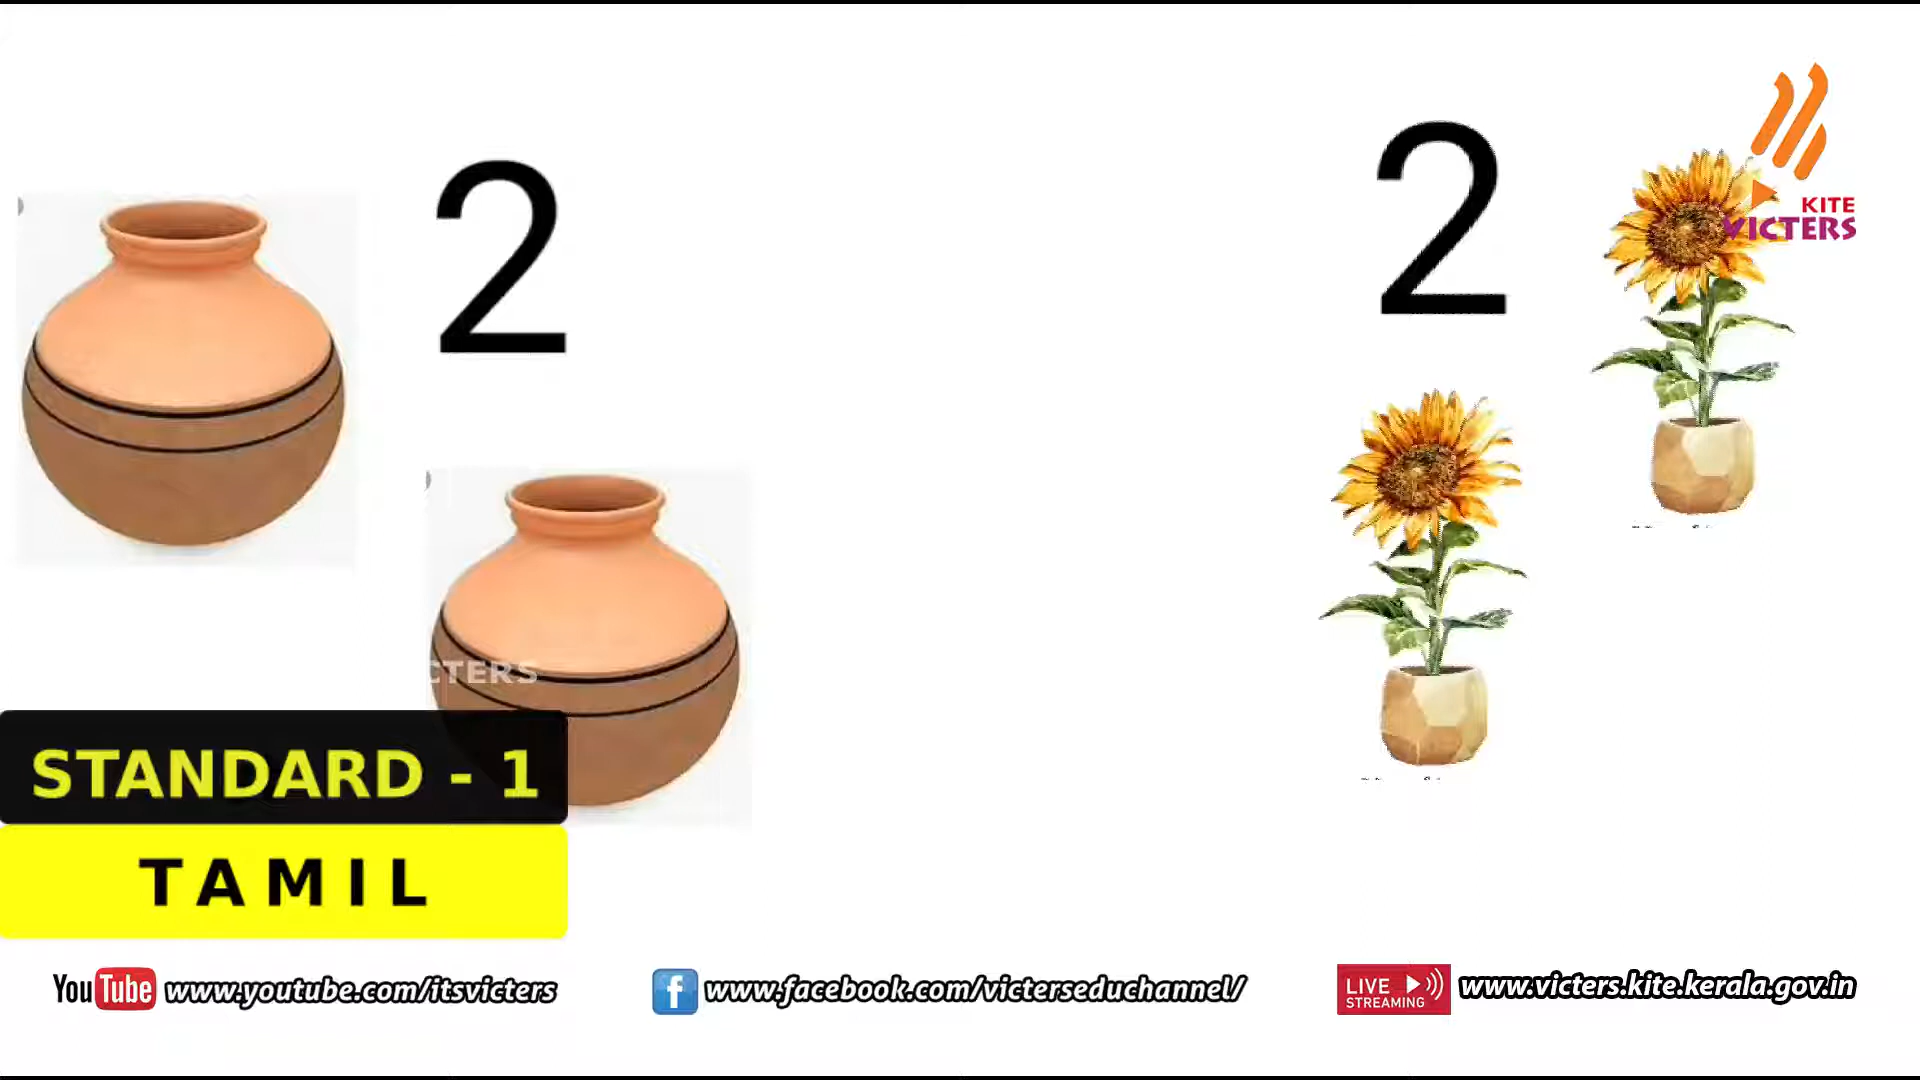 2
2
KITE
VICTERS
CTERS
STANDARD - 1
TAMIL
YouTube www.youtube.com/itsvicters
f www.facebook.com/victerseduchannel/
LIVE STREAMING www.victers.kite.kerala.gov.in